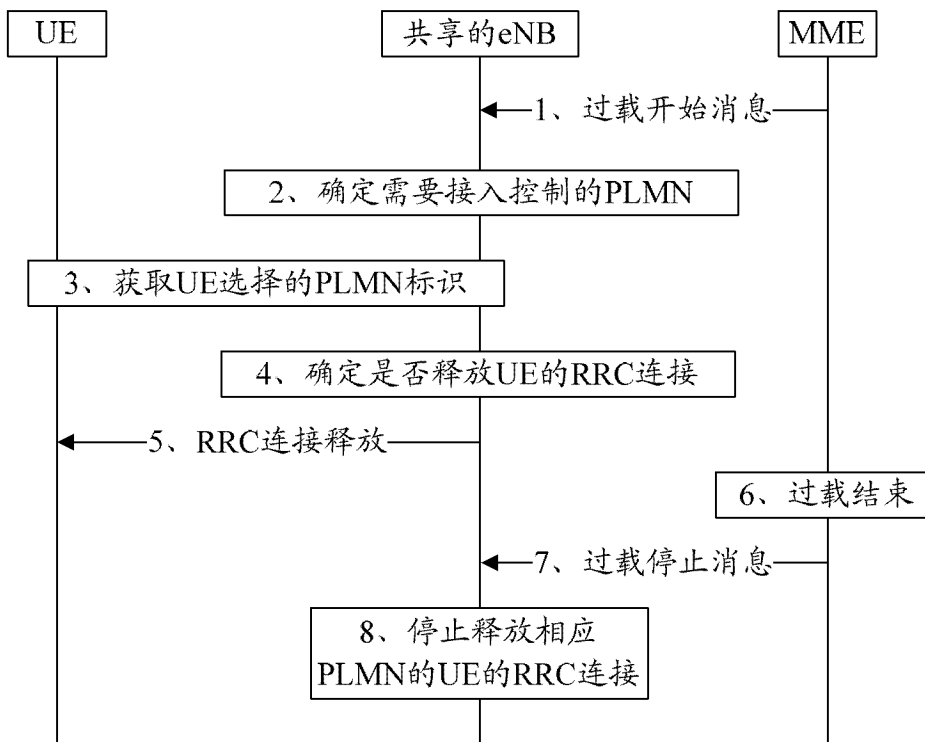 UE
共享的eNB
MME
1、过载开始消息
2、确定需要接入控制的PLMN
3、获取UE选择的PLMN标识
4、确定是否释放UE的RRC连接
5、RRC连接释放
6、过载结束
7、过载停止消息
8、停止释放相应
PLMN的UE的RRC连接